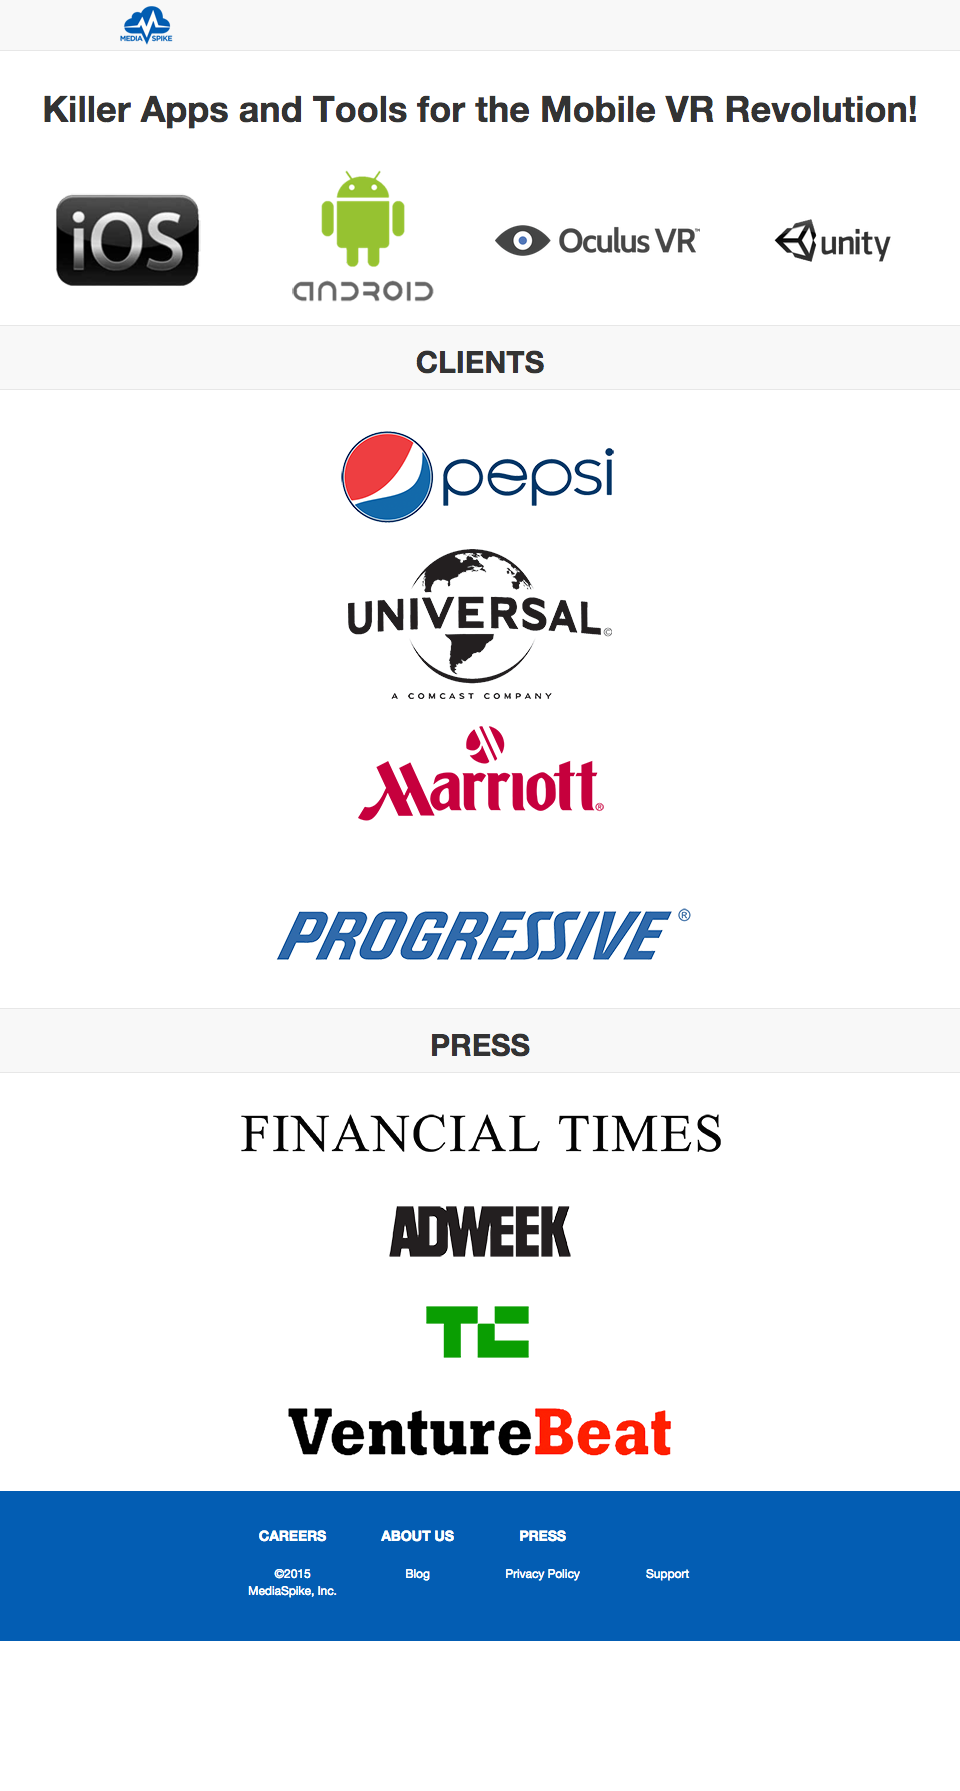 MEDIA SPIKE
Killer Apps and Tools for the Mobile VR Revolution!
iOS
ANDROID
Oculus VR™
unity
CLIENTS
pepsi
UNIVERSAL©
A COMCAST COMPANY
Marriott®
PROGRESSIVE®
PRESS
FINANCIAL TIMES
ADWEEK
TC
VentureBeat
CAREERS ABOUT US PRESS
©2015 Blog Privacy Policy Support
MediaSpike, Inc.